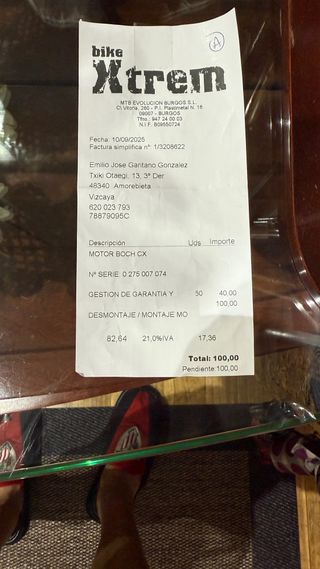 A
bike
Xtrem
MTB EVOLUCION BURGOS S.L.
C\ Vitoria, 260 - P.I. Plastimetal N. 16
09007 - BURGOS
Tfno.: 947 24 00 03
N.I.F. B09550724
Fecha: 10/09/2025
Factura simplifica nº: 1/3208622
Emilio Jose Garitano Gonzalez
Txiki Otaegi, 13, 3º Der
48340 Amorebieta
Vizcaya
620 023 793
78879095C
Descripción Uds Importe
MOTOR BOCH CX
Nº SERIE 0 275 007 074
GESTION DE GARANTIA Y 50 40,00
100,00
DESMONTAJE / MONTAJE MO
82,64 21,0%IVA 17,36
Total: 100,00
Pendiente:100,00